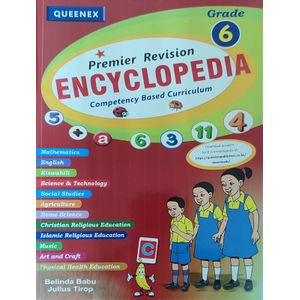 QUEENEX
Grade
6
Premier Revision
ENCYCLOPEDIA
Competency Based Curriculum
5 + a 6 3 11 4
Mathematics
English
Kiswahili
Science & Technology
Social Studies
Agriculture
Home Science
Christian Religious Education
Islamic Religious Education
Music
Art and Craft
Physical Health Education
C
Belinda Babu
Julius Tirop